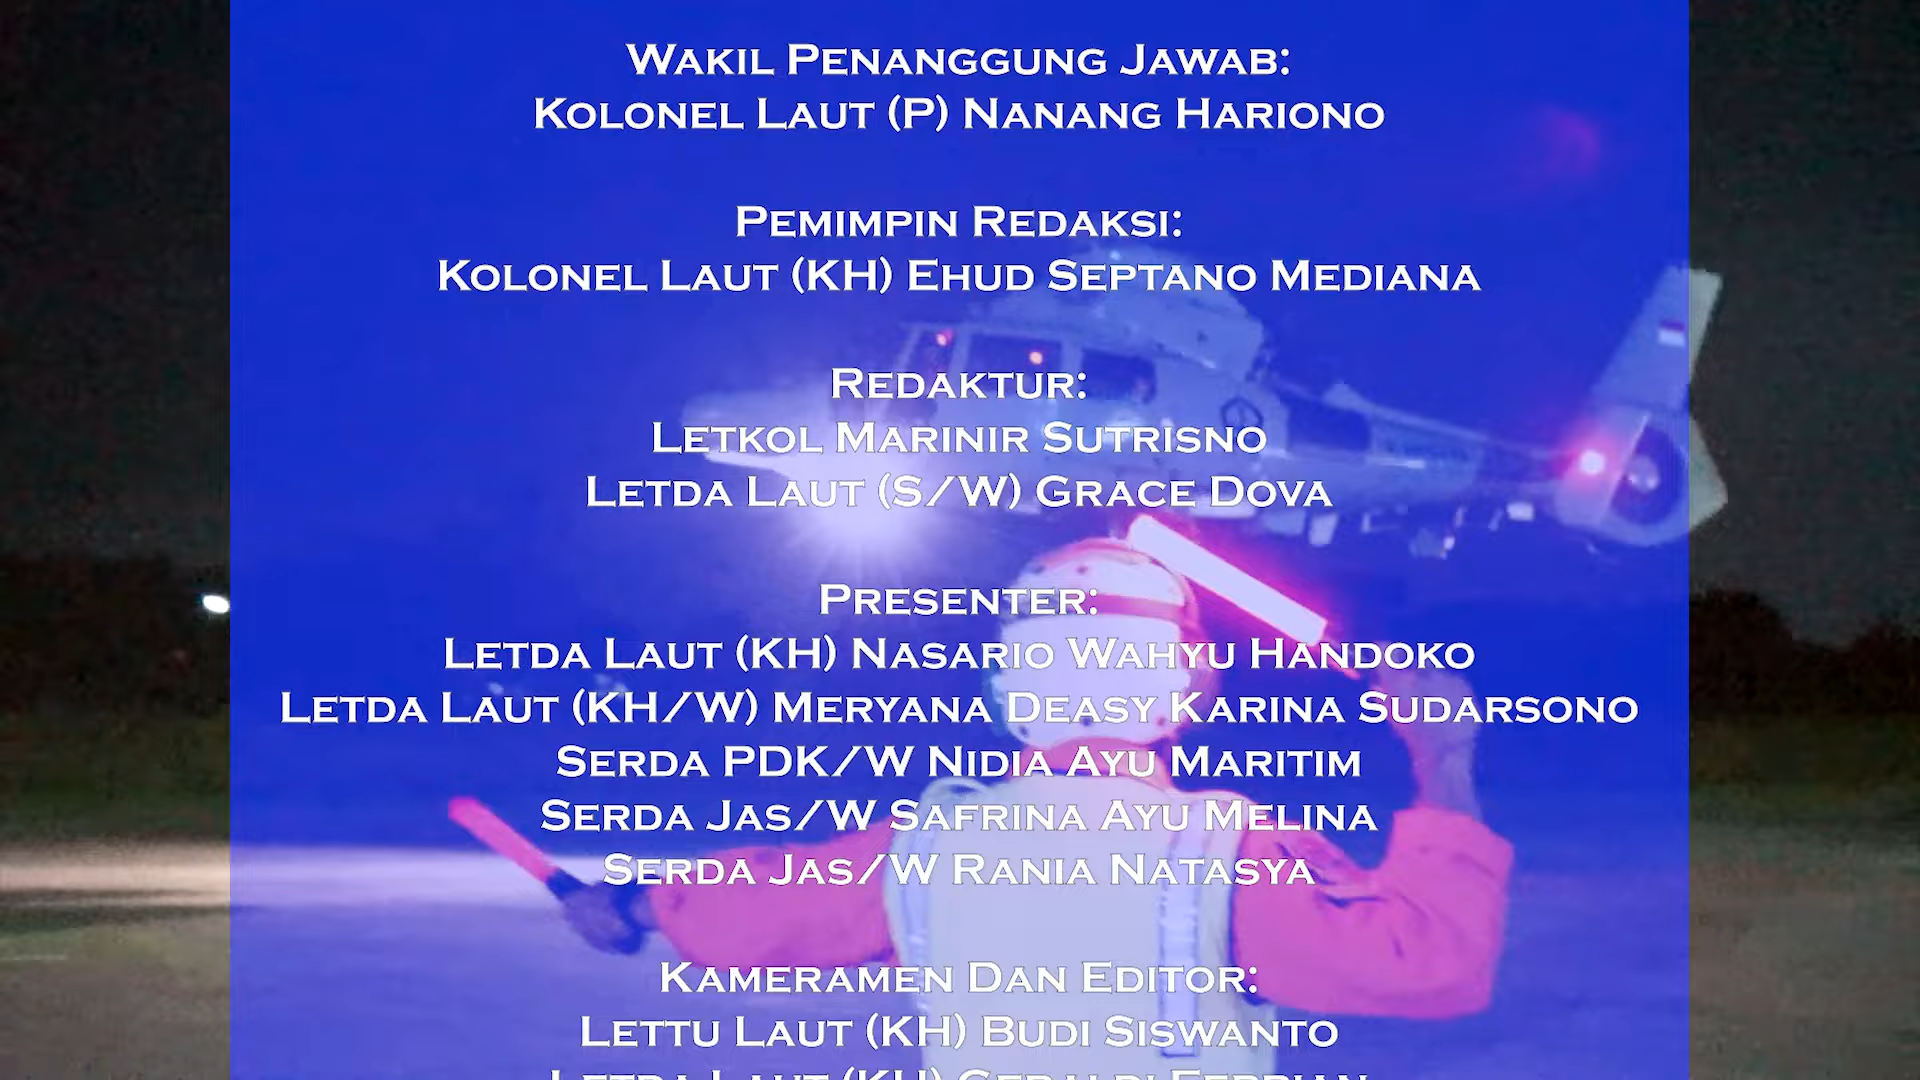 Wakil Penanggung Jawab:
Kolonel Laut (P) Nanang Hariono
Pemimpin Redaksi:
Kolonel Laut (KH) Ehud Septano Mediana
Redaktur:
Letkol Marinir Sutrisno
Letda Laut (S/W) Grace Dova
Presenter:
Letda Laut (KH) Nasario Wahyu Handoko
Letda Laut (KH/W) Meryana Deasy Karina Sudarsono
Serda PDK/W Nidia Ayu Maritim
Serda Jas/W Safrina Ayu Melina
Serda Jas/W Rania Natasya
Kameramen Dan Editor:
Lettu Laut (KH) Budi Siswanto
Letda Laut (KH)